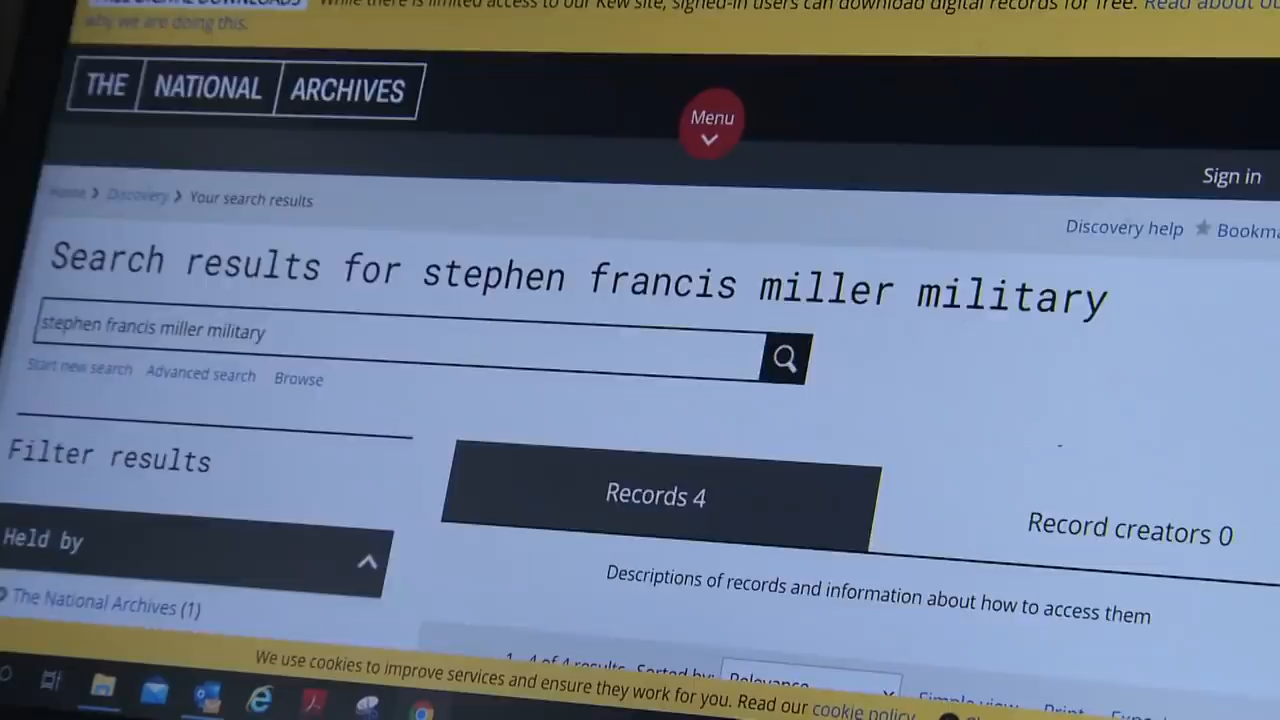 FREE DIGITAL DOWNLOADS While there is limited access to our Kew site, signed-in users can download digital records for free. Read about
why we are doing this.
THE NATIONAL ARCHIVES
Menu
Sign in
Home > Discovery > Your search results
Discovery help
Search results for stephen francis miller military
stephen francis miller military
Start new search Advanced search Browse
Filter results
Records 4
Record creators 0
Held by
Descriptions of records and information about how to access them
The National Archives (1)
1 - 4 of 4 results Sorted by: Relevance Simple view Print
We use cookies to improve services and ensure they work for you. Read our cookie policy